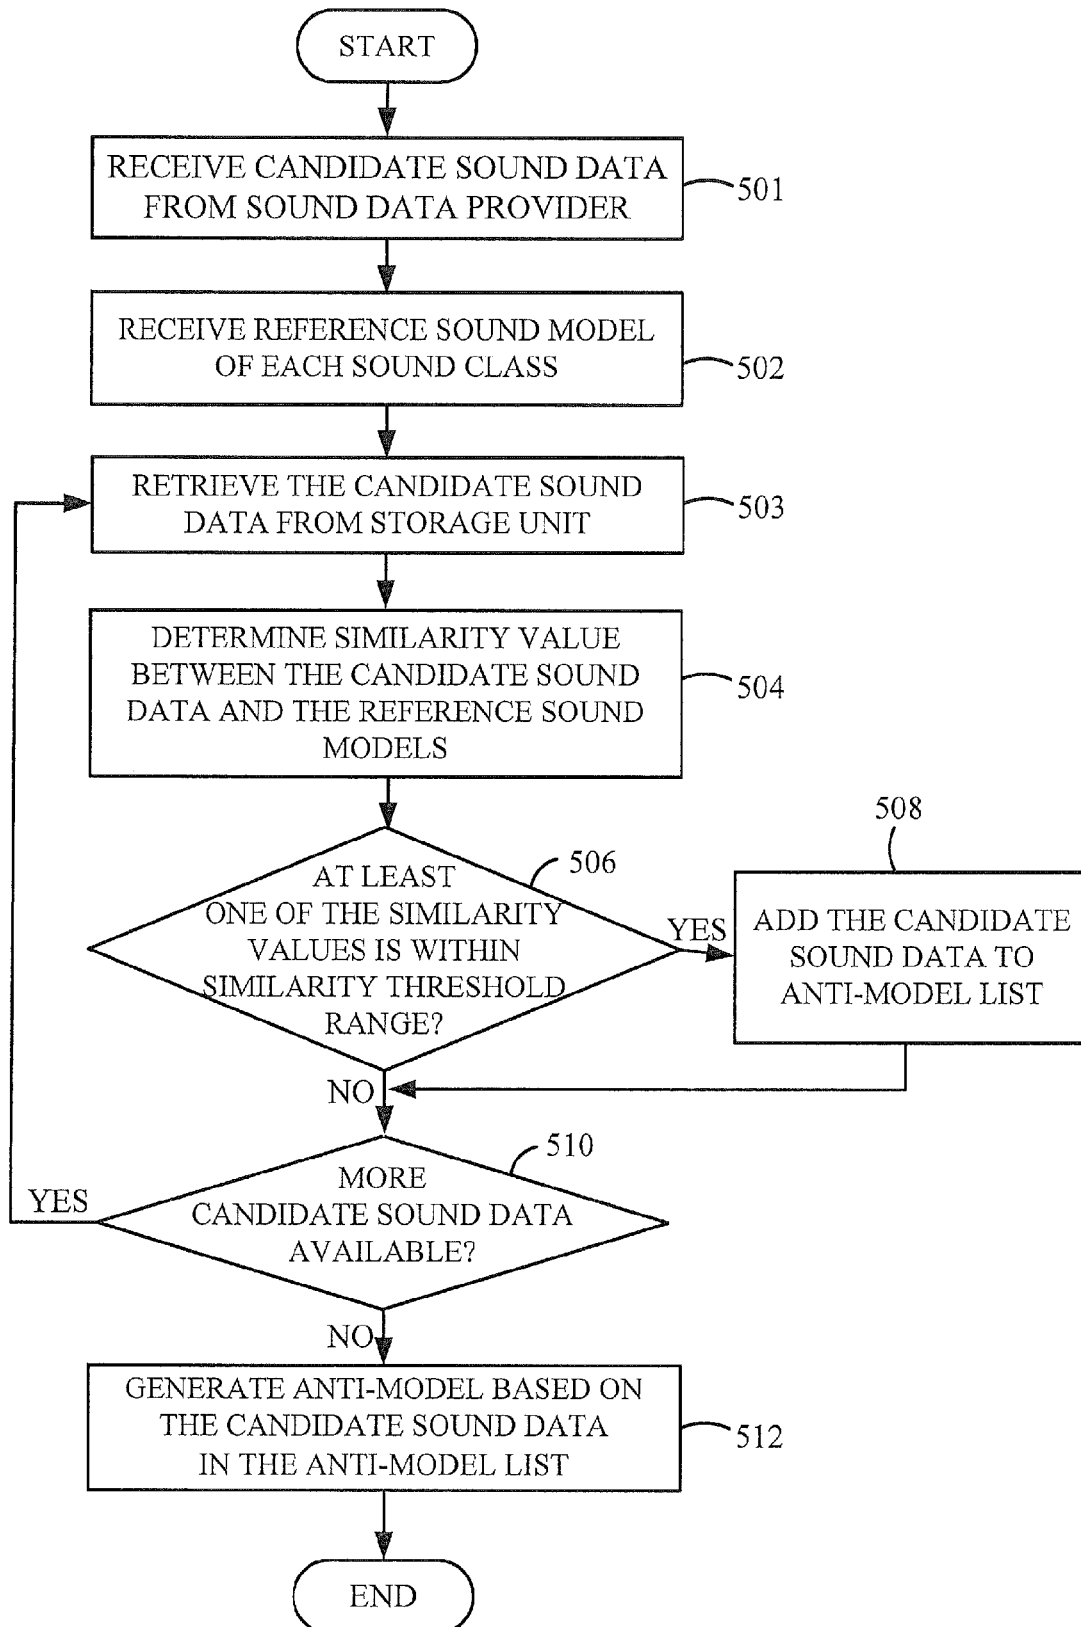 START
RECEIVE CANDIDATE SOUND DATA
FROM SOUND DATA PROVIDER
501
RECEIVE REFERENCE SOUND MODEL
OF EACH SOUND CLASS
502
RETRIEVE THE CANDIDATE SOUND
DATA FROM STORAGE UNIT
503
DETERMINE SIMILARITY VALUE
BETWEEN THE CANDIDATE SOUND
DATA AND THE REFERENCE SOUND
MODELS
504
AT LEAST
ONE OF THE SIMILARITY
VALUES IS WITHIN
SIMILARITY THRESHOLD
RANGE?
506
YES
508
ADD THE CANDIDATE
SOUND DATA TO
ANTI-MODEL LIST
NO
MORE
CANDIDATE SOUND DATA
AVAILABLE?
510
YES
NO
GENERATE ANTI-MODEL BASED ON
THE CANDIDATE SOUND DATA
IN THE ANTI-MODEL LIST
512
END